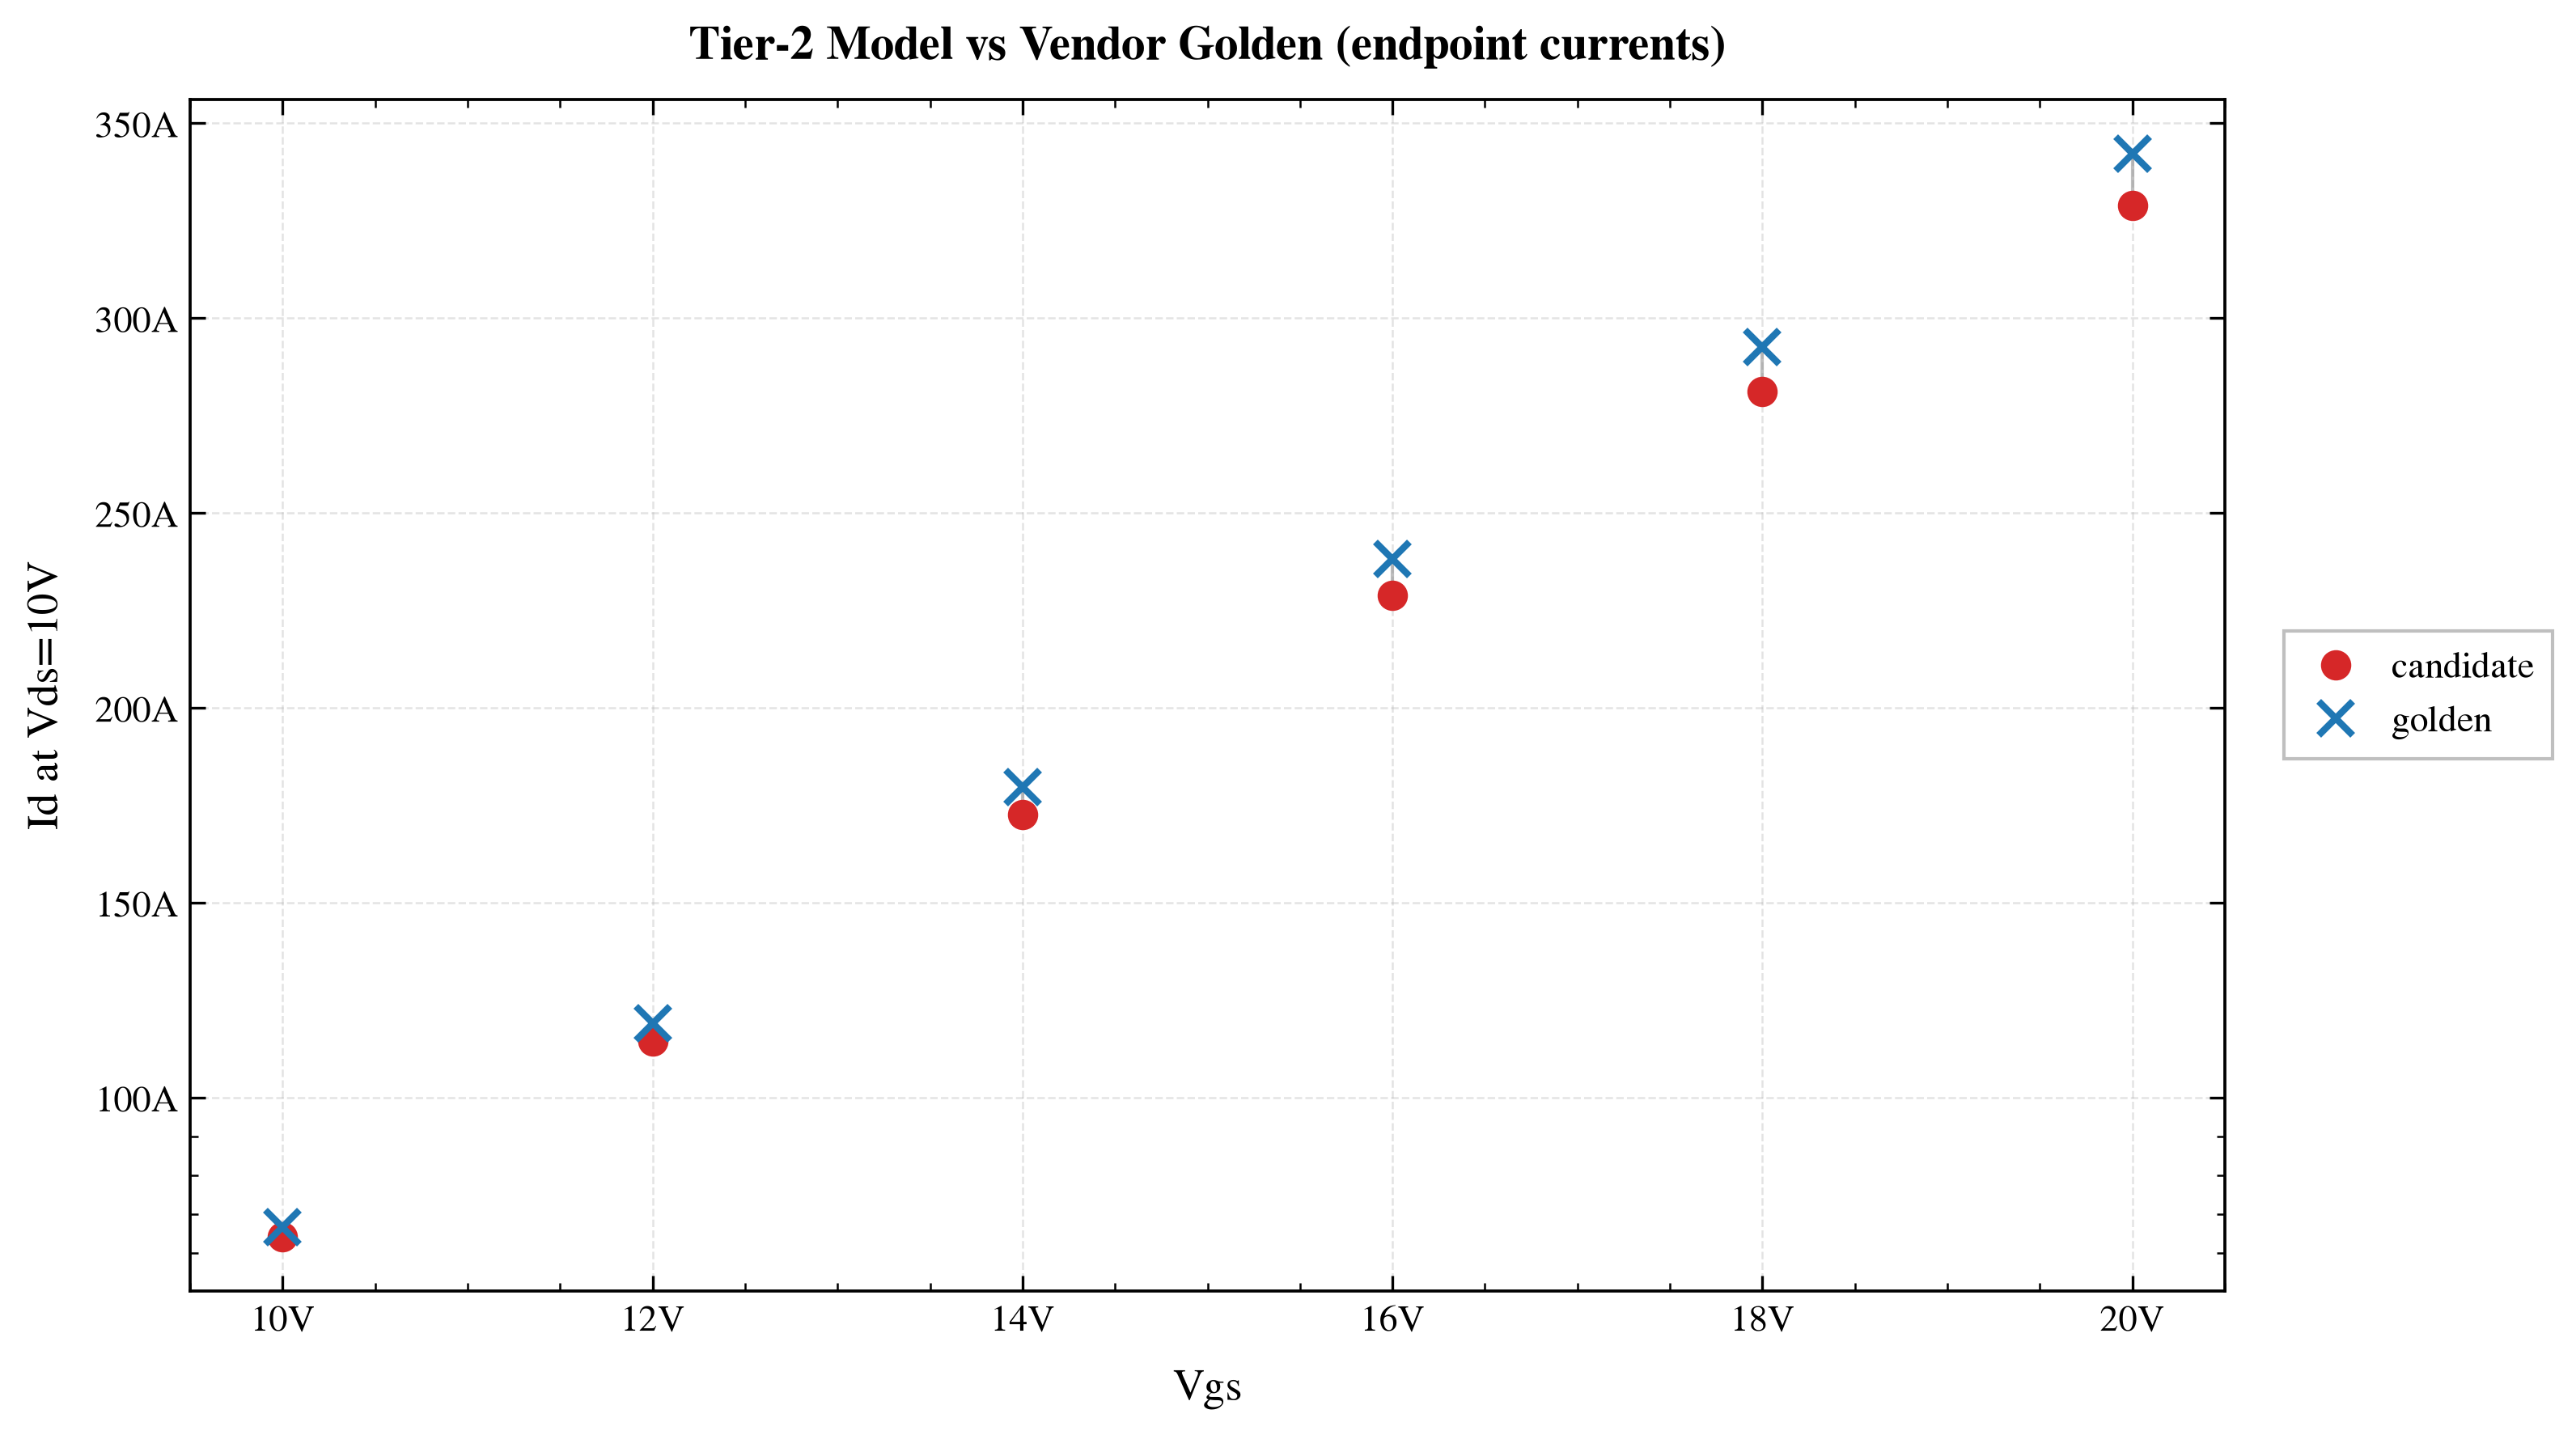 Tier-2 Model vs Vendor Golden (endpoint currents)
350A
300A
250A
200A
150A
100A
Id at Vds=10V
10V 12V 14V 16V 18V 20V
Vgs
candidate
golden